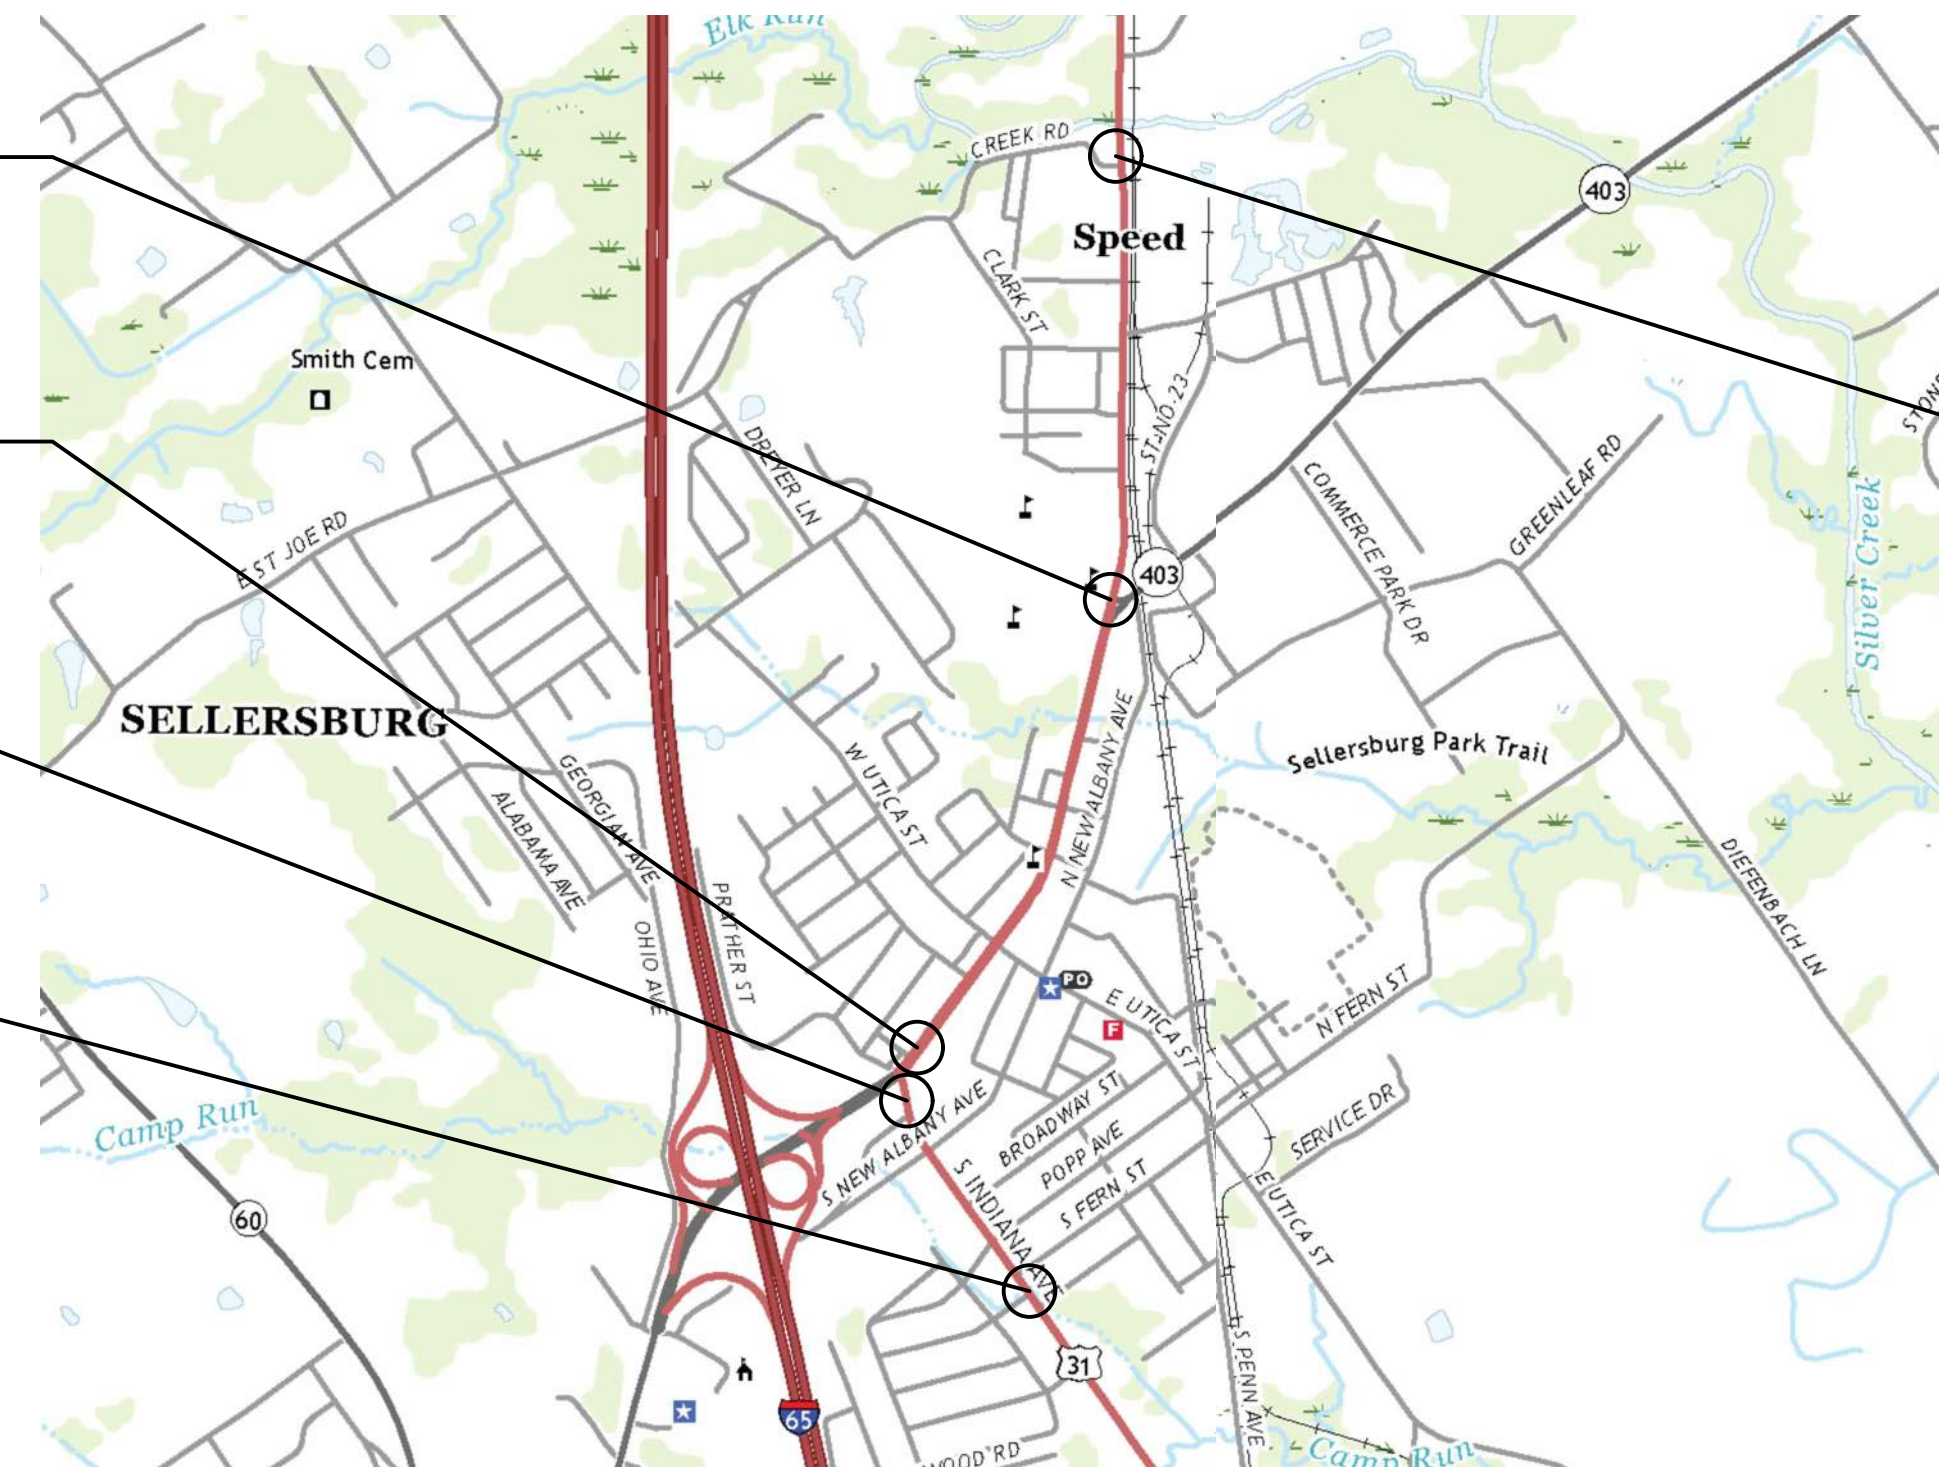 Elk Run
CREEK RD
403
Speed
CLARK ST
Smith Cem
ST. NO. 23
DREYER LN
COMMERCE PARK DR
GREENLEAF RD
E ST JOE RD
403
Silver Creek
SELLERSBURG
N NEW ALBANY AVE
Sellersburg Park Trail
W UTICA ST
GEORGIAN AVE
ALABAMA AVE
PRATHER ST
OHIO AVE
DIEFENBACH LN
PO
E UTICA ST
F
N FERN ST
Camp Run
S NEW ALBANY AVE
BROADWAY ST
SERVICE DR
POPP AVE
S FERN ST
S INDIANA AVE
E UTICA ST
60
31
S PENN AVE
65
Camp Run
WOOD RD